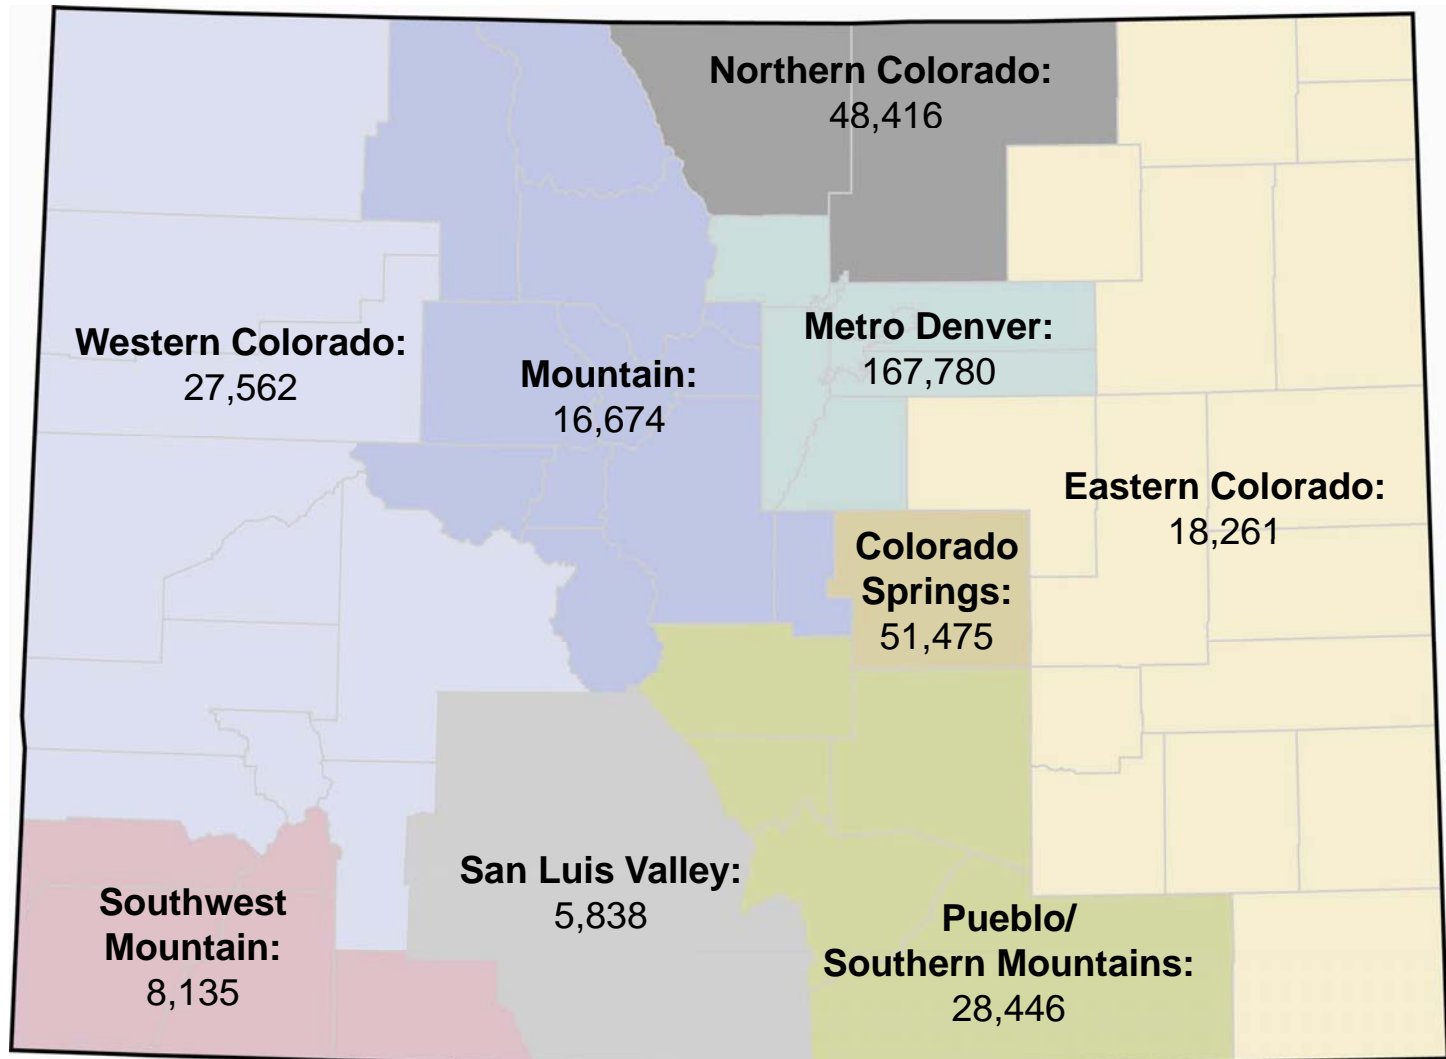 Northern Colorado:
48,416
Western Colorado:
27,562
Mountain:
16,674
Metro Denver:
167,780
Eastern Colorado:
18,261
Colorado
Springs:
51,475
Southwest
Mountain:
8,135
San Luis Valley:
5,838
Pueblo/
Southern Mountains:
28,446